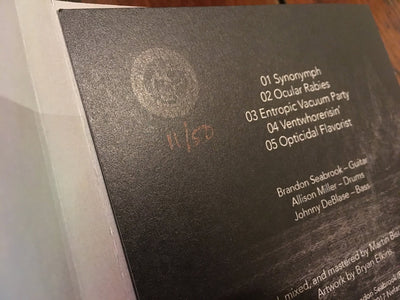 11/50
01 Synonymph
02 Ocular Rabies
03 Entropic Vacuum Party
04 Ventwhorerisin'
05 Opticidal Flavorist
Brandon Seabrook – Guitar
Allison Miller – Drums
Johnny DeBlase – Bass
mixed, and mastered by Martin
Artwork by Bryan Elkins
Seabrook